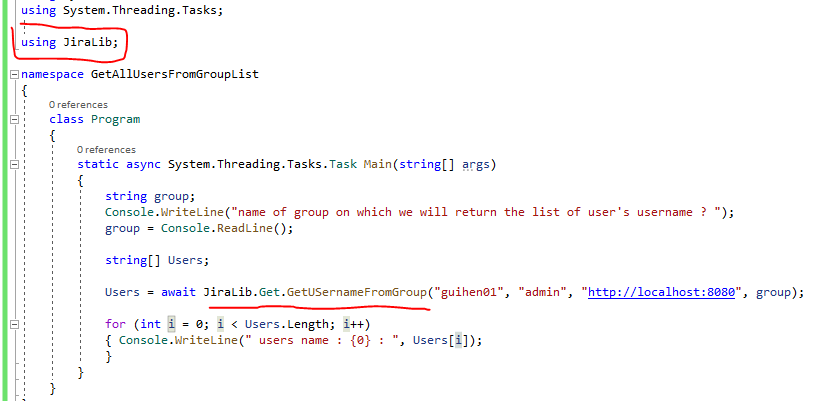 using System.Threading.Tasks;
using JiraLib;
namespace GetAllUsersFromGroupList
{
0 references
class Program
{
0 references
static async System.Threading.Tasks.Task Main(string[] args)
{
string group;
Console.WriteLine("name of group on which we will return the list of user's username ? ");
group = Console.ReadLine();
string[] Users;
Users = await JiraLib.Get.GetUSernameFromGroup("guihen01", "admin", "http://localhost:8080", group);
for (int i = 0; i < Users.Length; i++)
{ Console.WriteLine(" users name : {0} : ", Users[i]);
}
}
}